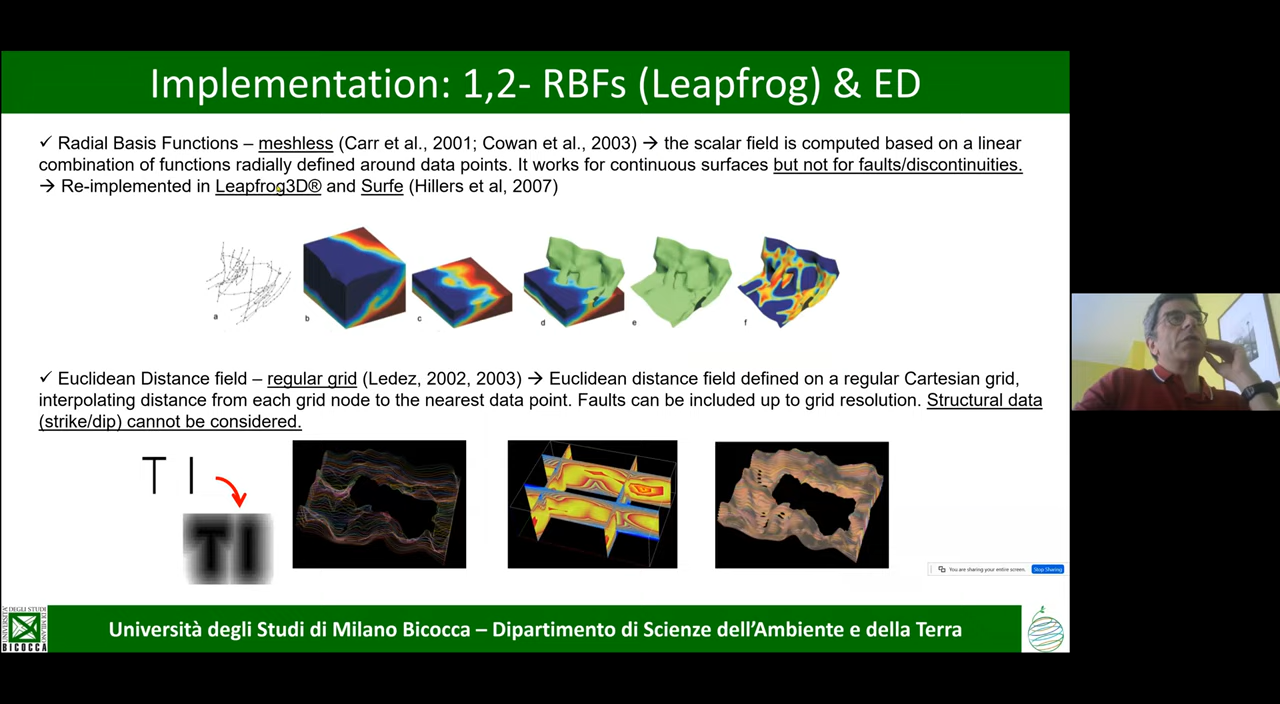 Implementation: 1,2- RBFs (Leapfrog) & ED
✓ Radial Basis Functions – meshless (Carr et al., 2001; Cowan et al., 2003) → the scalar field is computed based on a linear
combination of functions radially defined around data points. It works for continuous surfaces but not for faults/discontinuities.
→ Re-implemented in Leapfrog3D® and Surfe (Hillers et al, 2007)
a
b
c
d
e
f
✓ Euclidean Distance field – regular grid (Ledez, 2002, 2003) → Euclidean distance field defined on a regular Cartesian grid,
interpolating distance from each grid node to the nearest data point. Faults can be included up to grid resolution. Structural data
(strike/dip) cannot be considered.
T I
TI
You are sharing your entire screen.
Stop Sharing
Università degli Studi di Milano Bicocca – Dipartimento di Scienze dell’Ambiente e della Terra
BICOCCA